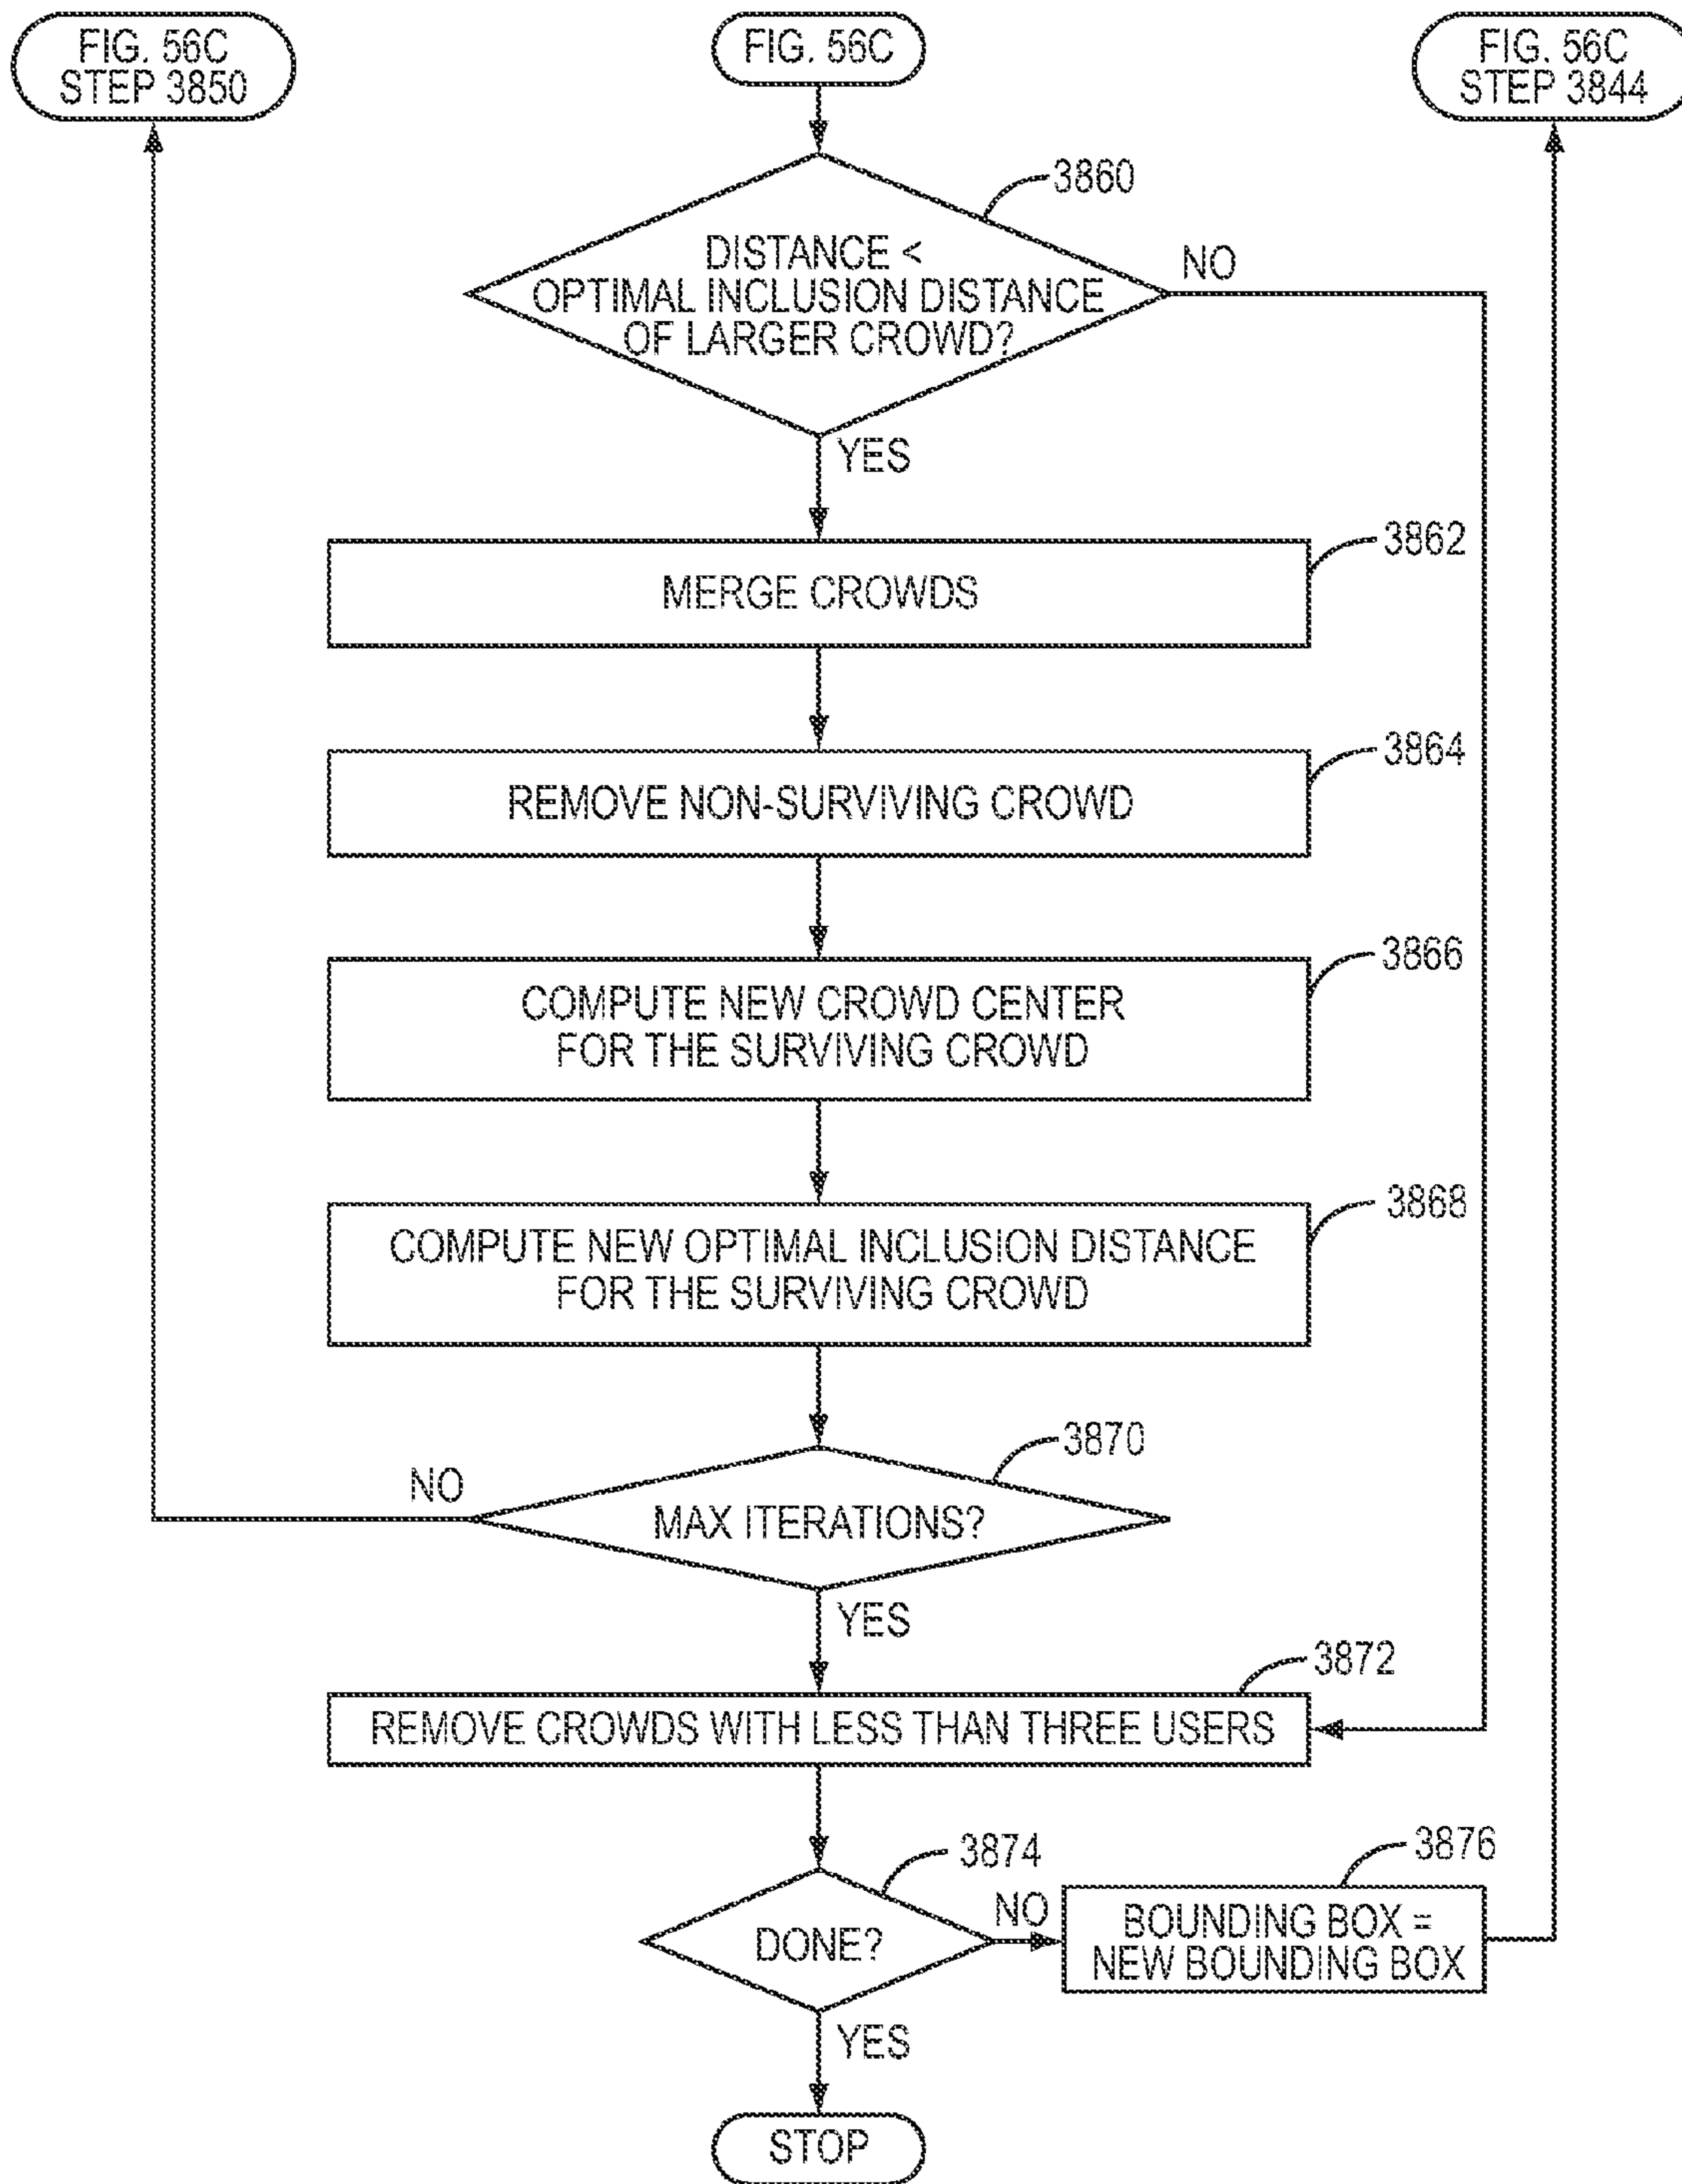 FIG. 56C
STEP 3850
FIG. 56C
FIG. 56C
STEP 3844
3860
DISTANCE <
OPTIMAL INCLUSION DISTANCE
OF LARGER CROWD?
NO
YES
3862
MERGE CROWDS
3864
REMOVE NON-SURVIVING CROWD
3866
COMPUTE NEW CROWD CENTER
FOR THE SURVIVING CROWD
3868
COMPUTE NEW OPTIMAL INCLUSION DISTANCE
FOR THE SURVIVING CROWD
3870
NO
MAX ITERATIONS?
YES
3872
REMOVE CROWDS WITH LESS THAN THREE USERS
3874
3876
DONE?
NO
BOUNDING BOX =
NEW BOUNDING BOX
YES
STOP